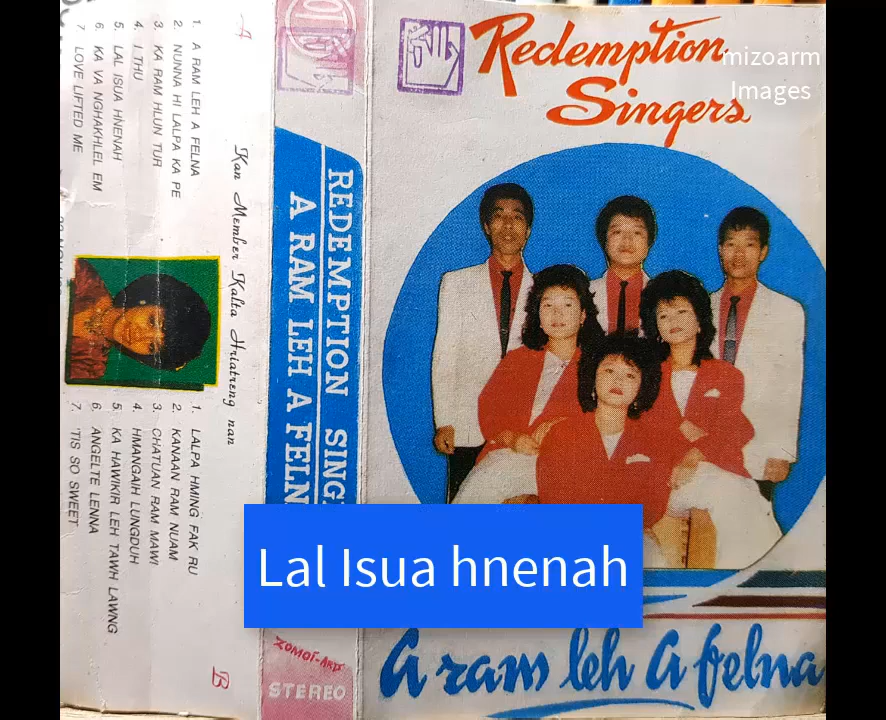 A
1. A RAM LEH A FELNA
2. NUNNA HI LALPA KA PE
3. KA RAM HLUN TUR
4. I THU
5. LAL ISUA HNENAH
6. KA VA NGHAKHLEL EM
7 LOVE LIFTED ME
Kan Member Kalta Hriatreng nan
1. LALPA HMING FAK RU
2. KANAAN RAM NUAM
3. CHATUAN RAM MAWI
4. HMANGAIH LUNGDUH
5. KA HAWIKIR LEH TAWH LAWNG
6. ANGELTE LENNA
7. 'TIS SO SWEET
B
REDEMPTION SING
A RAM LEH A FELN
ZOMOI-ART
STEREO
Redemption
Singers
mizoarm
Images
Lal Isua hnenah
A ram leh A felna